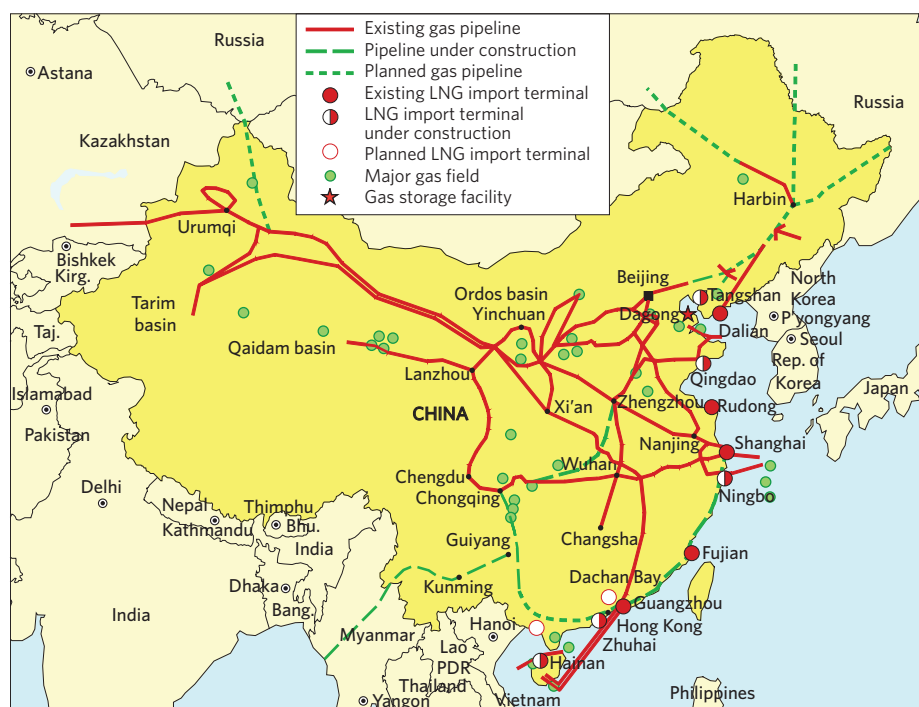 Existing gas pipeline
Pipeline under construction
Planned gas pipeline
Existing LNG import terminal
LNG import terminal
under construction
Planned LNG import terminal
Major gas field
Gas storage facility
Russia
Russia
Astana
Kazakhstan
Harbin
Urumqi
Bishkek
Kirg.
Beijing
Ordos basin
Yinchuan
Dagong
Tangshan
North
Korea
P'yongyang
Tarim
basin
Dalian
Seoul
Taj.
Qaidam basin
Lanzhou
Qingdao
Rep. of
Korea
Japan
Islamabad
CHINA
Xi'an
Zhengzhou
Rudong
Pakistan
Nanjing
Shanghai
Delhi
Chengdu
Chongqing
Wuhan
Ningbo
Nepal
Kathmandu
Thimphu
Bhu.
India
Guiyang
Changsha
Fujian
Dhaka
Bang.
Kunming
Dachan Bay
Guangzhou
India
Myanmar
Hanoi
Hong Kong
Zhuhai
Lao
PDR
Hainan
Thailand
Yangon
Vietnam
Philippines